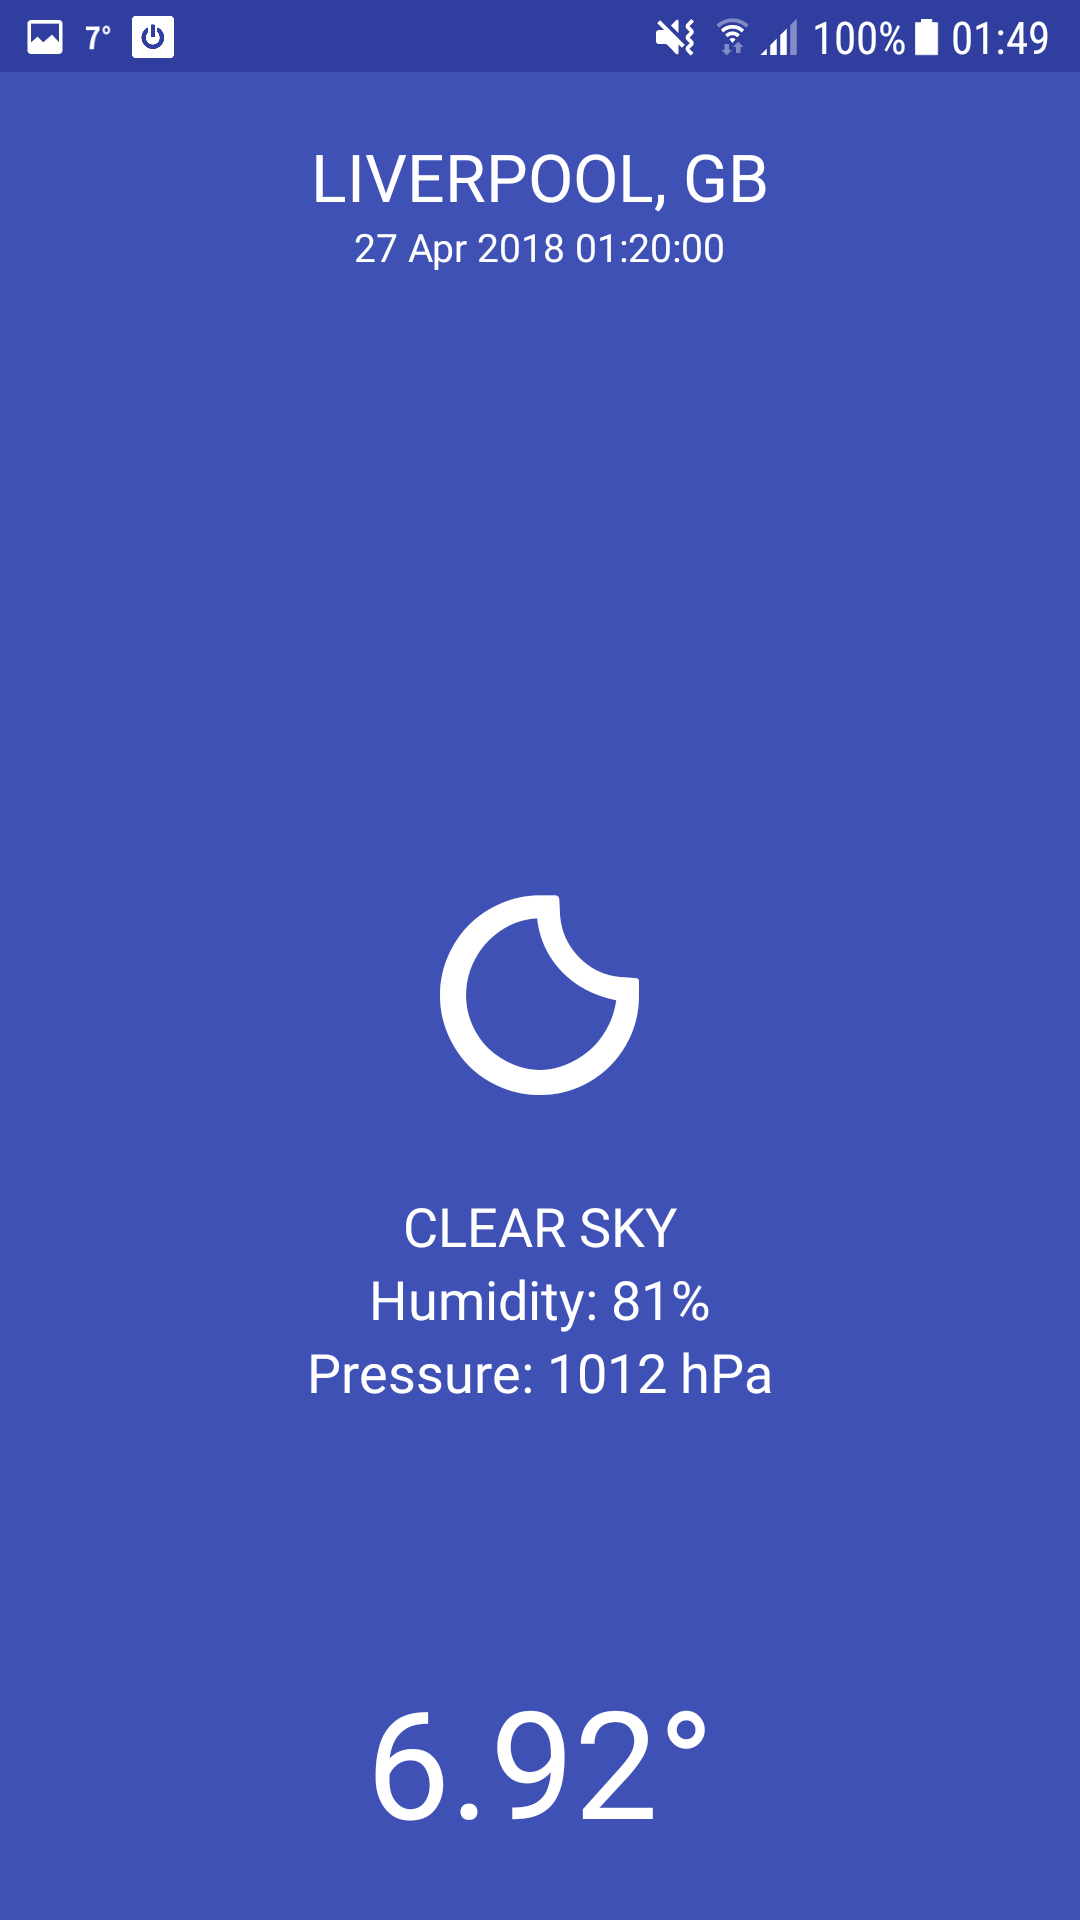 7° 100% 01:49
LIVERPOOL, GB
27 Apr 2018 01:20:00
CLEAR SKY
Humidity: 81%
Pressure: 1012 hPa
6.92°